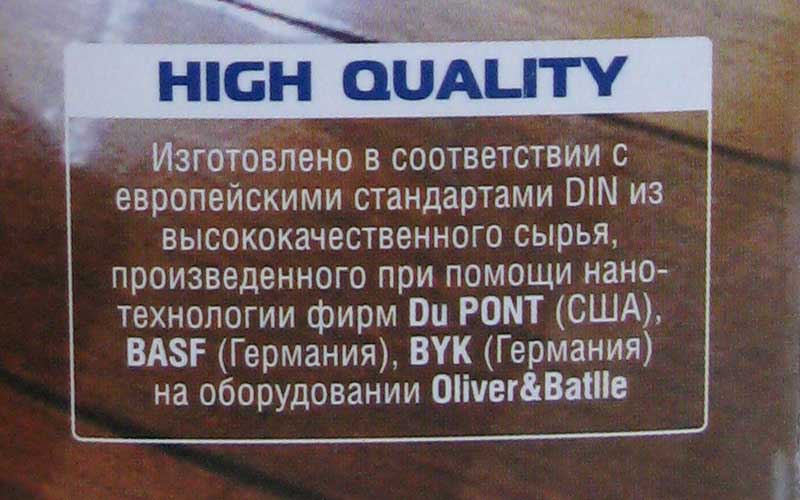 HIGH QUALITY
Изготовлено в соответствии с
европейскими стандартами DIN из
высококачественного сырья,
произведенного при помощи нано-
технологии фирм Du PONT (США),
BASF (Германия), BYK (Германия)
на оборудовании Oliver&Batlle